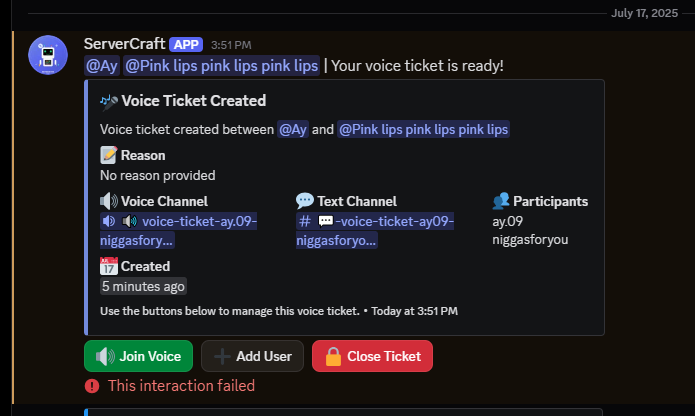 July 17, 2025
ServerCraft APP 3:51 PM
@Ay @Pink lips pink lips pink lips | Your voice ticket is ready!
Voice Ticket Created
Voice ticket created between @Ay and @Pink lips pink lips pink lips
Reason
No reason provided
Voice Channel Text Channel Participants
voice-ticket-ay.09- # 💬-voice-ticket-ay09- ay.09
niggasfory... niggasforyo... niggasforyou
Created
5 minutes ago
Use the buttons below to manage this voice ticket. • Today at 3:51 PM
Join Voice Add User Close Ticket
This interaction failed